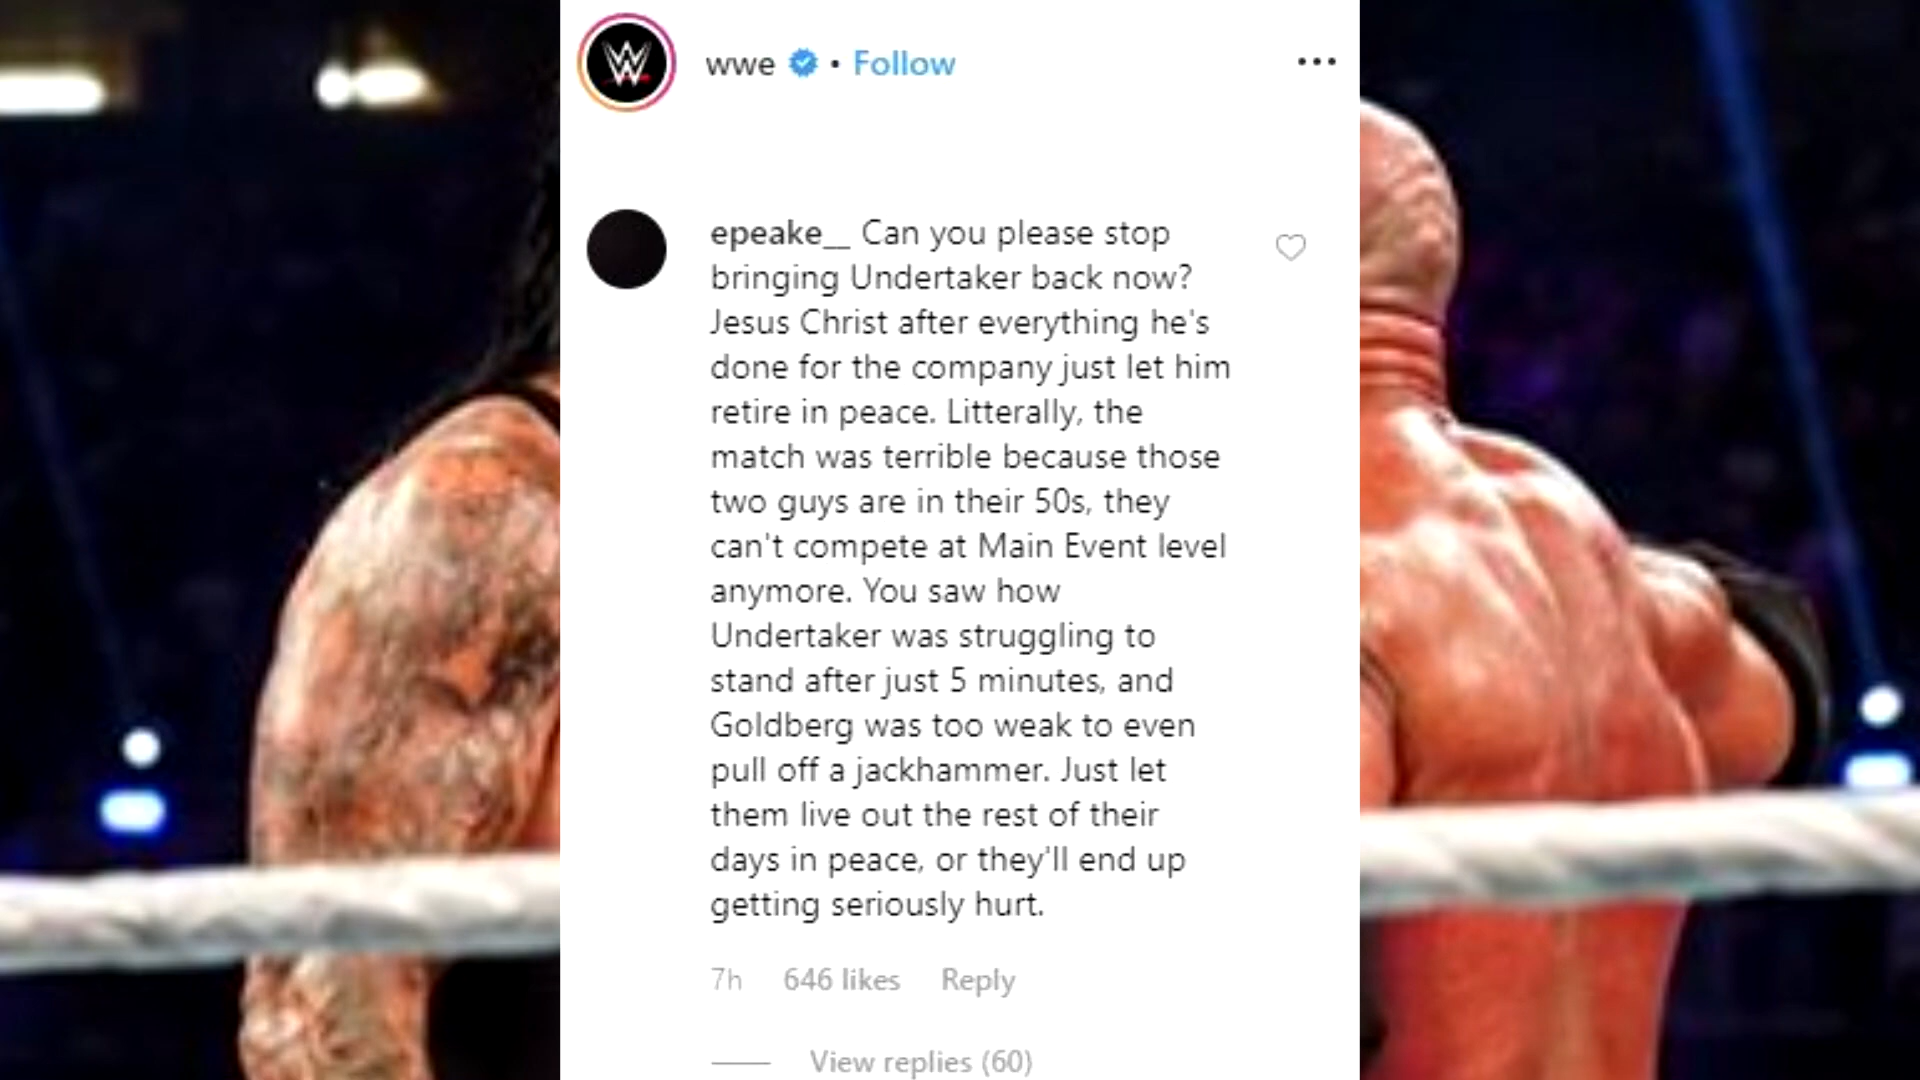 wwe • Follow
epeake__ Can you please stop
bringing Undertaker back now?
Jesus Christ after everything he's
done for the company just let him
retire in peace. Litterally, the
match was terrible because those
two guys are in their 50s, they
can't compete at Main Event level
anymore. You saw how
Undertaker was struggling to
stand after just 5 minutes, and
Goldberg was too weak to even
pull off a jackhammer. Just let
them live out the rest of their
days in peace, or they'll end up
getting seriously hurt.
7h 646 likes Reply
View replies (60)